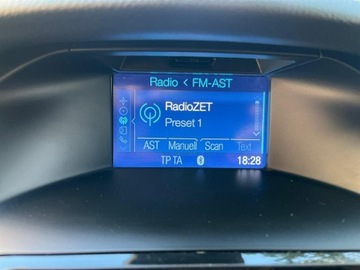 Radio < FM-AST
RadioZET
Preset 1
AST Manuell Scan Text
TP TA 18:28